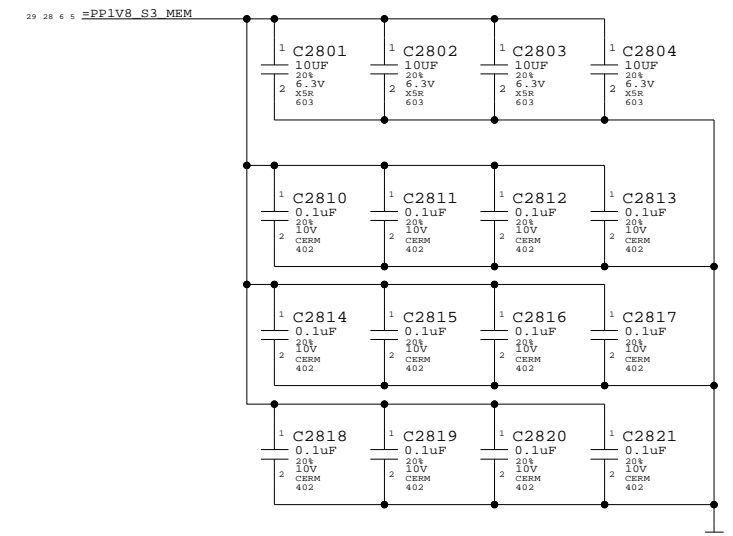 29 28 6 5 =PP1V8_S3_MEM
1 C2801 1 C2802 1 C2803 1 C2804
10UF 10UF 10UF 10UF
20% 20% 20% 20%
2 6.3V 2 6.3V 2 6.3V 2 6.3V
X5R X5R X5R X5R
603 603 603 603
1 C2810 1 C2811 1 C2812 1 C2813
0.1uF 0.1uF 0.1uF 0.1uF
20% 20% 20% 20%
2 10V 2 10V 2 10V 2 10V
CERM CERM CERM CERM
402 402 402 402
1 C2814 1 C2815 1 C2816 1 C2817
0.1uF 0.1uF 0.1uF 0.1uF
20% 20% 20% 20%
2 10V 2 10V 2 10V 2 10V
CERM CERM CERM CERM
402 402 402 402
1 C2818 1 C2819 1 C2820 1 C2821
0.1uF 0.1uF 0.1uF 0.1uF
20% 20% 20% 20%
2 10V 2 10V 2 10V 2 10V
CERM CERM CERM CERM
402 402 402 402